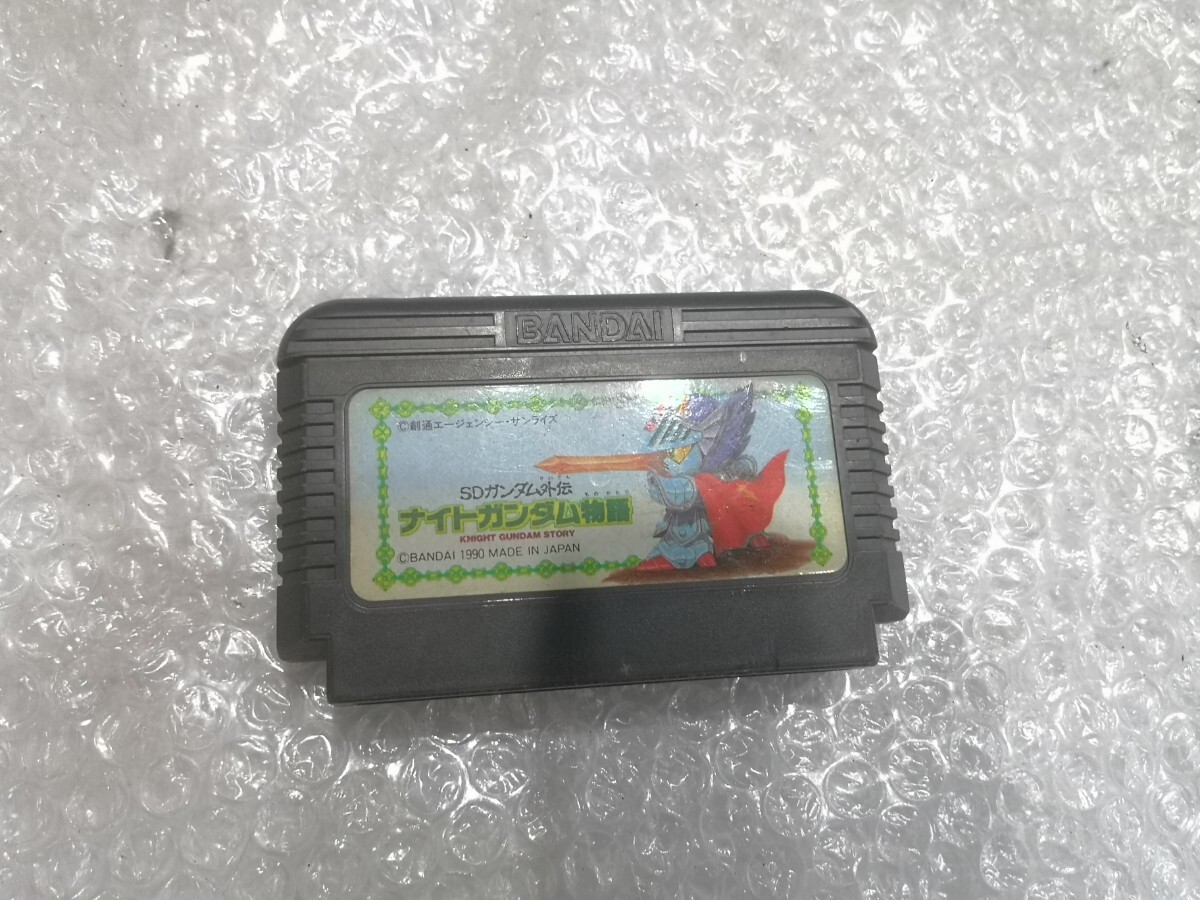 BANDAI
©創通エージェンシー・サンライズ
SDガンダム外伝
ナイトガンダム物語
KNIGHT GUNDAM STORY
©BANDAI 1990 MADE IN JAPAN